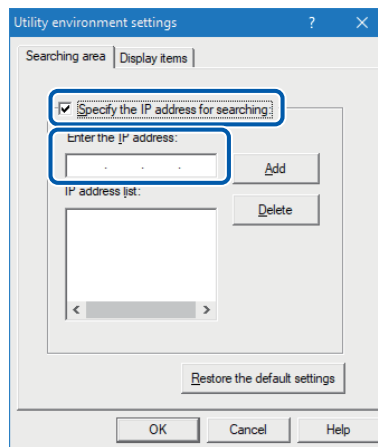 Utility environment settings ? ×
Searching area Display items
Specify the IP address for searching:
Enter the IP address:
. . .
Add
IP address list:
Delete
< >
Restore the default settings
OK Cancel Help